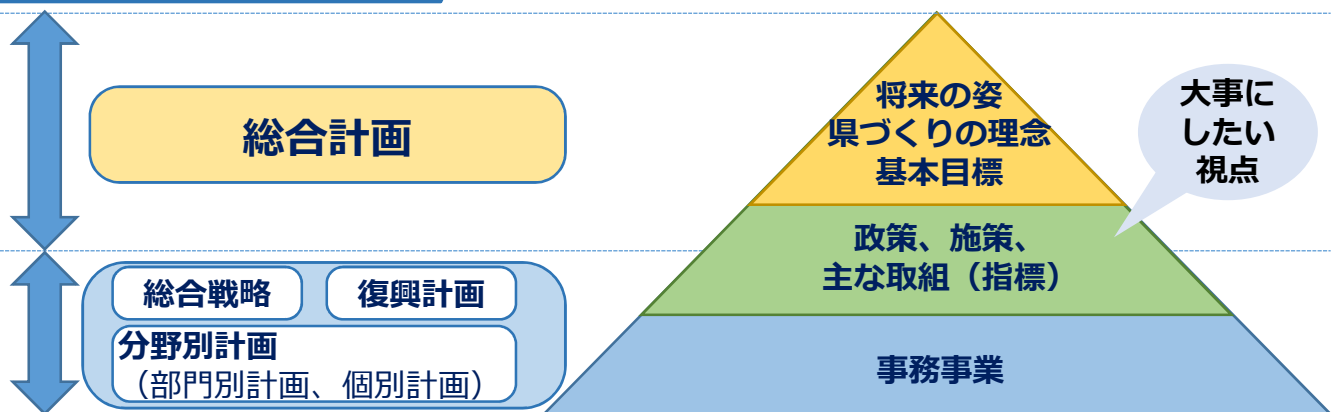 総合計画
将来の姿
県づくりの理念
基本目標
大事に
したい
視点
政策、施策、
主な取組（指標）
総合戦略
復興計画
分野別計画
（部門別計画、個別計画）
事務事業